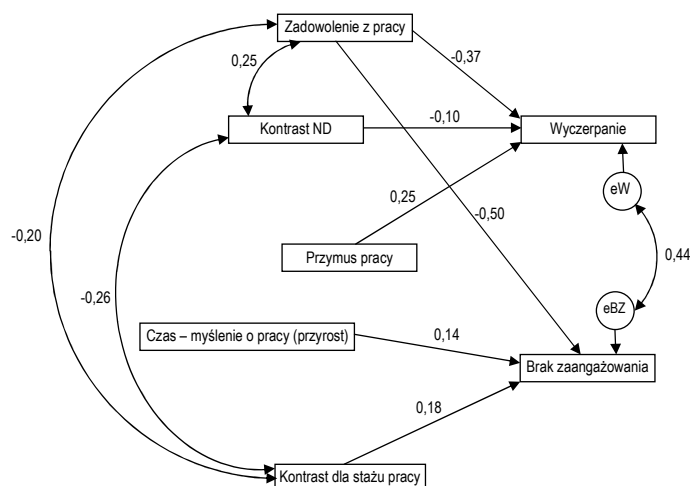 Zadowolenie z pracy
-0,37
0,25
-0,10
Kontrast ND
Wyczerpanie
eW
0,25
-0,50
-0,20
0,44
Przymus pracy
-0,26
eBZ
Czas – myślenie o pracy (przyrost)
0,14
Brak zaangażowania
0,18
Kontrast dla stażu pracy